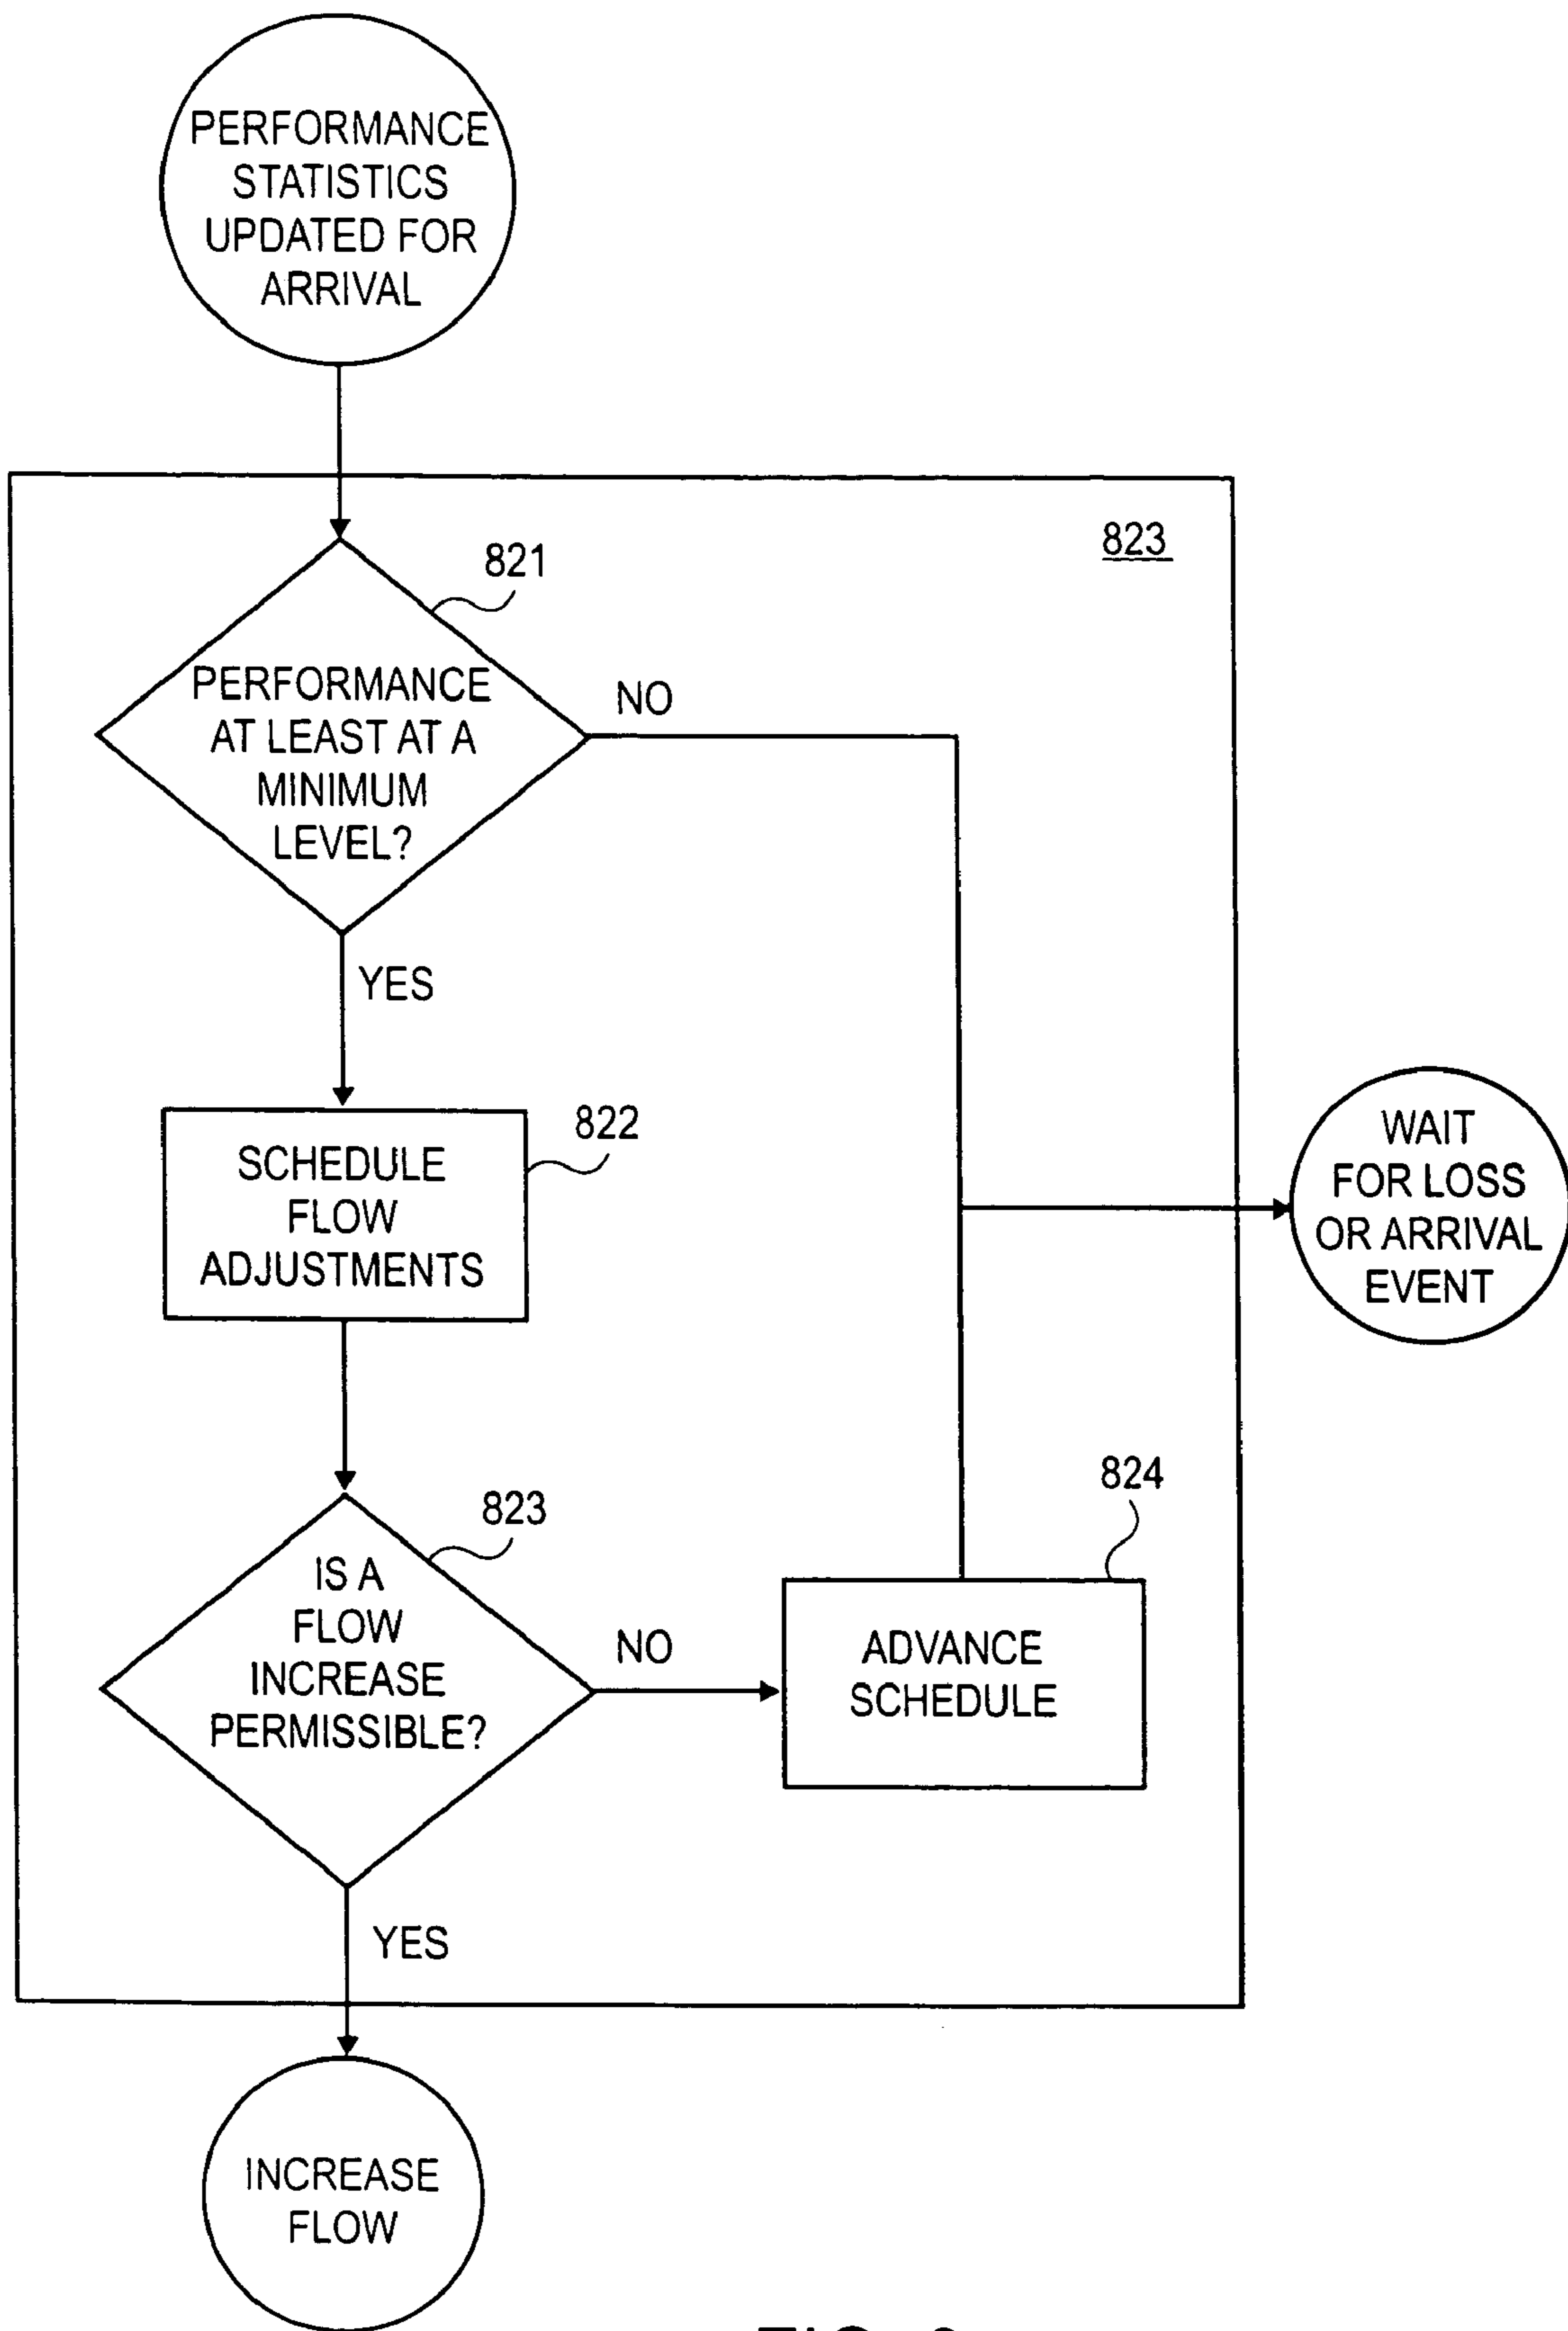 PERFORMANCE
STATISTICS
UPDATED FOR
ARRIVAL
823
821
PERFORMANCE
AT LEAST AT A
MINIMUM
LEVEL?
NO
YES
822
SCHEDULE
FLOW
ADJUSTMENTS
WAIT
FOR LOSS
OR ARRIVAL
EVENT
823
IS A
FLOW
INCREASE
PERMISSIBLE?
NO
824
ADVANCE
SCHEDULE
YES
INCREASE
FLOW